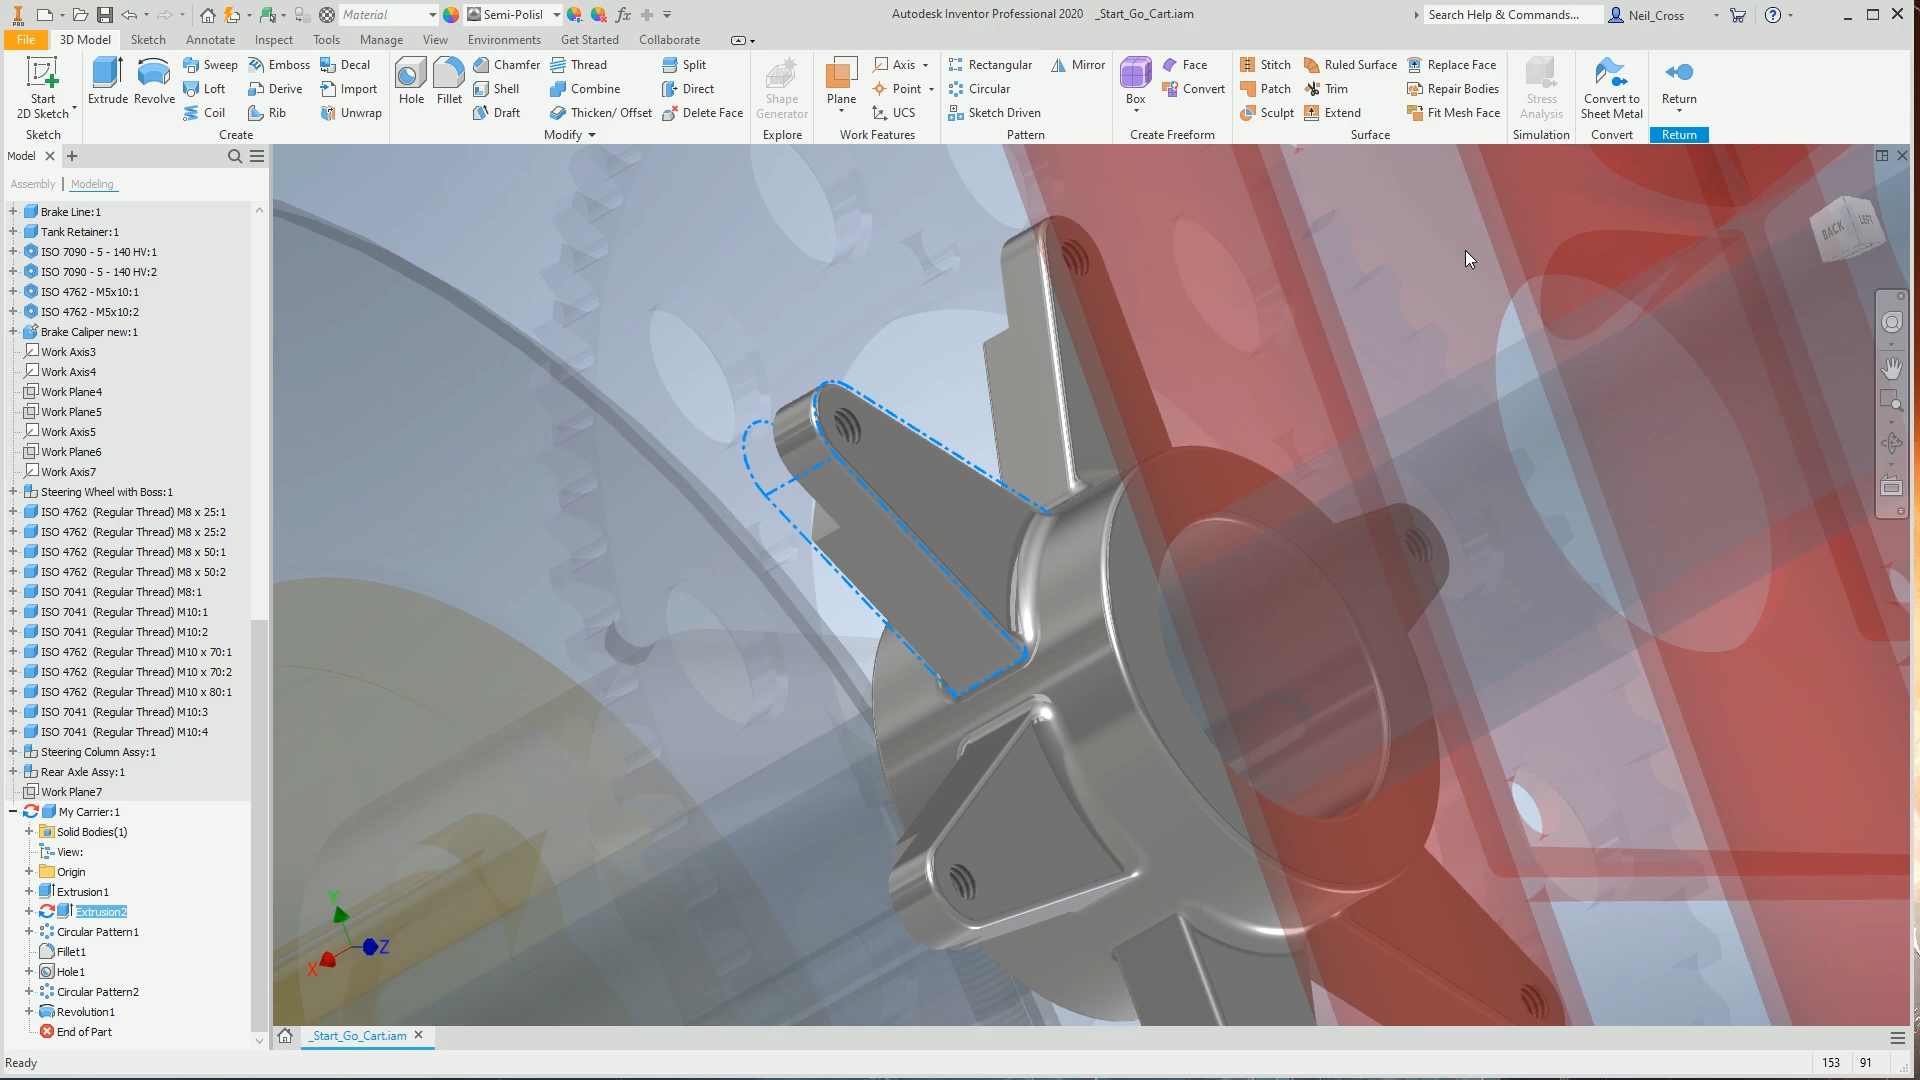 PRO
Material
Semi-Polisl
fx
Autodesk Inventor Professional 2020 _Start_Go_Cart.iam
Search Help & Commands...
Neil_Cross
File
3D Model
Sketch
Annotate
Inspect
Tools
Manage
View
Environments
Get Started
Collaborate
Start
2D Sketch
Sketch
Extrude
Revolve
Sweep
Emboss
Decal
Loft
Derive
Import
Coil
Rib
Unwrap
Create
Hole
Fillet
Chamfer
Thread
Split
Shell
Combine
Direct
Draft
Thicken/ Offset
Delete Face
Modify
Shape
Generator
Explore
Plane
Axis
Point
UCS
Work Features
Rectangular
Mirror
Circular
Sketch Driven
Pattern
Box
Face
Convert
Create Freeform
Stitch
Ruled Surface
Replace Face
Patch
Trim
Repair Bodies
Sculpt
Extend
Fit Mesh Face
Surface
Stress
Analysis
Simulation
Convert to
Sheet Metal
Convert
Return
Return
Model
Assembly
Modeling
Brake Line:1
Tank Retainer:1
ISO 7090 - 5 - 140 HV:1
ISO 7090 - 5 - 140 HV:2
ISO 4762 - M5x10:1
ISO 4762 - M5x10:2
Brake Caliper new:1
Work Axis3
Work Axis4
Work Plane4
Work Plane5
Work Axis5
Work Plane6
Work Axis7
Steering Wheel with Boss:1
ISO 4762 (Regular Thread) M8 x 25:1
ISO 4762 (Regular Thread) M8 x 25:2
ISO 4762 (Regular Thread) M8 x 50:1
ISO 4762 (Regular Thread) M8 x 50:2
ISO 7041 (Regular Thread) M8:1
ISO 7041 (Regular Thread) M10:1
ISO 7041 (Regular Thread) M10:2
ISO 4762 (Regular Thread) M10 x 70:1
ISO 4762 (Regular Thread) M10 x 70:2
ISO 4762 (Regular Thread) M10 x 80:1
ISO 7041 (Regular Thread) M10:3
ISO 7041 (Regular Thread) M10:4
Steering Column Assy:1
Rear Axle Assy:1
Work Plane7
My Carrier:1
Solid Bodies(1)
View:
Origin
Extrusion1
Extrusion2
Circular Pattern1
Fillet1
Hole1
Circular Pattern2
Revolution1
End of Part
BACK
LEFT
Y
X
Z
_Start_Go_Cart.iam
Ready
153
91